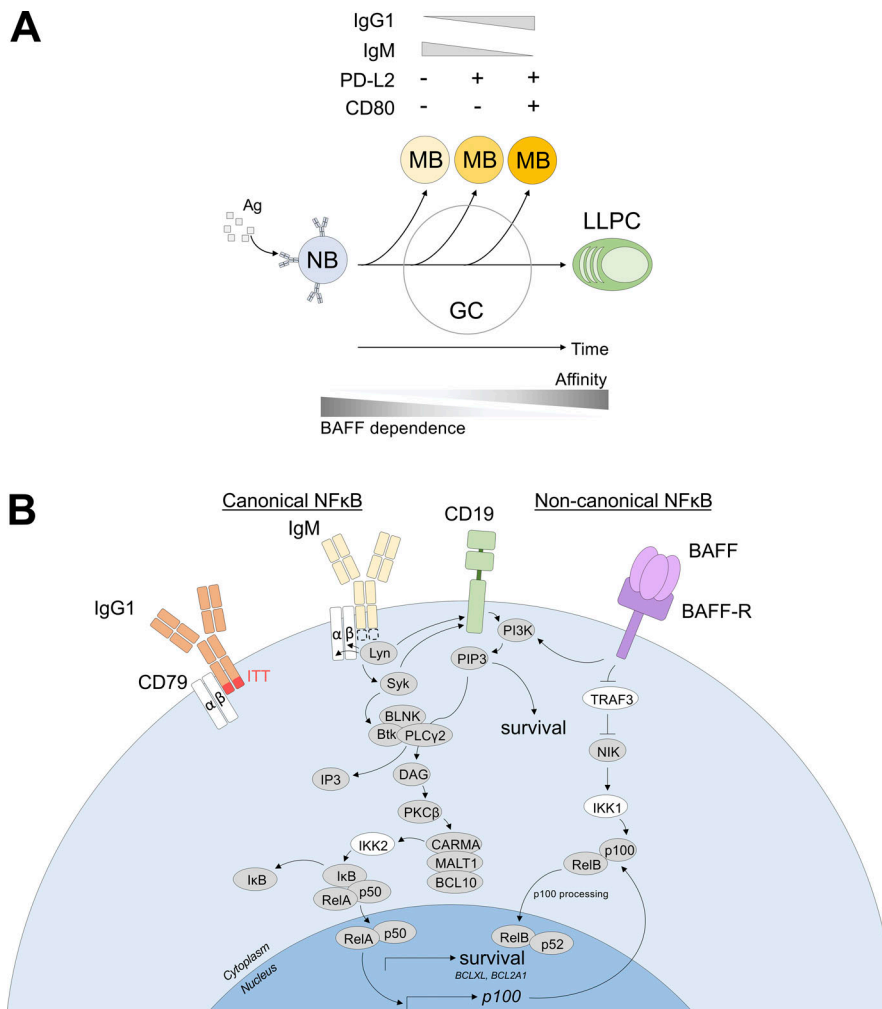 A
IgG1
IgM
PD-L2 - + +
CD80 - - +
MB MB MB
Ag
LLPC
NB
GC
Time
Affinity
BAFF dependence
B
Canonical NFκB
CD19
Non-canonical NFκB
IgM
BAFF
IgG1
BAFF-R
α β
PI3K
Lyn
CD79
ITT
PIP3
α β
Syk
TRAF3
BLNK
survival
Btk PLCγ2
NIK
IP3
DAG
PKCβ
IKK1
IKK2
CARMA
p100
MALT1
RelB
IκB
IκB
BCL10
p50
RelA
p100 processing
RelA p50
RelB p52
Cytoplasm
Nucleus
survival
BCLXL, BCL2A1
p100